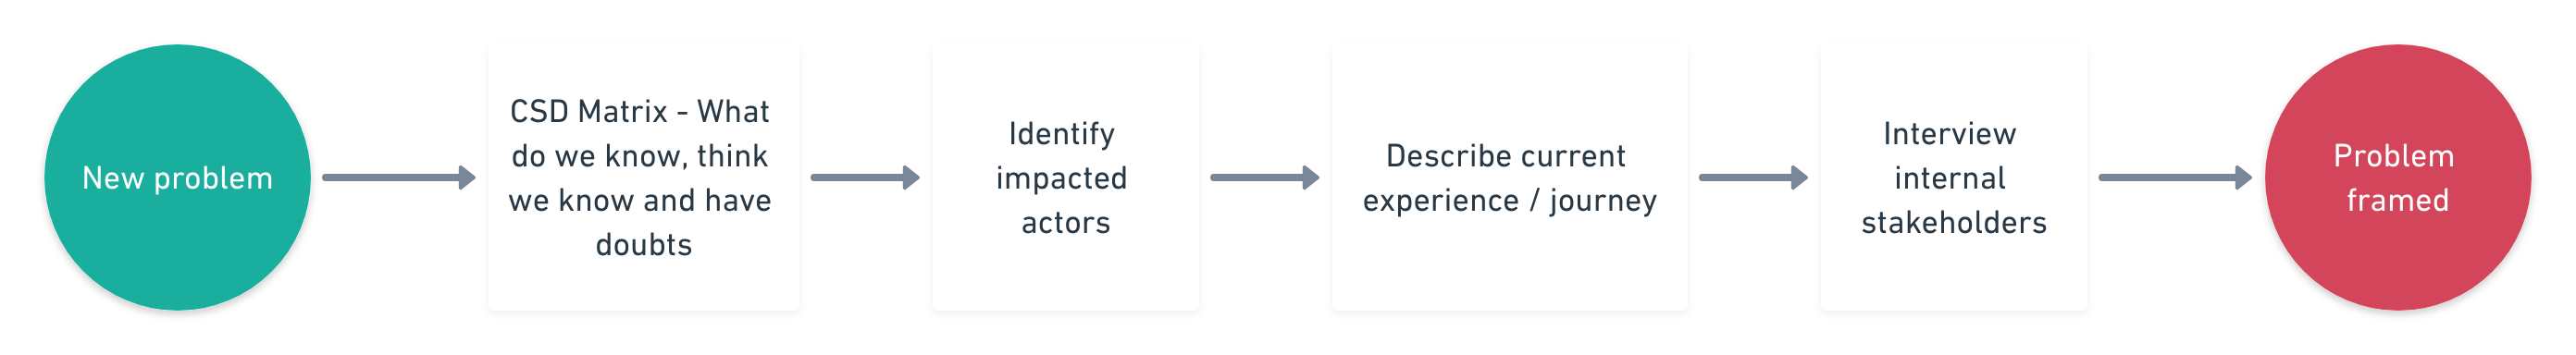 New problem
CSD Matrix - What
do we know, think
we know and have
doubts
Identify
impacted
actors
Describe current
experience / journey
Interview
internal
stakeholders
Problem
framed